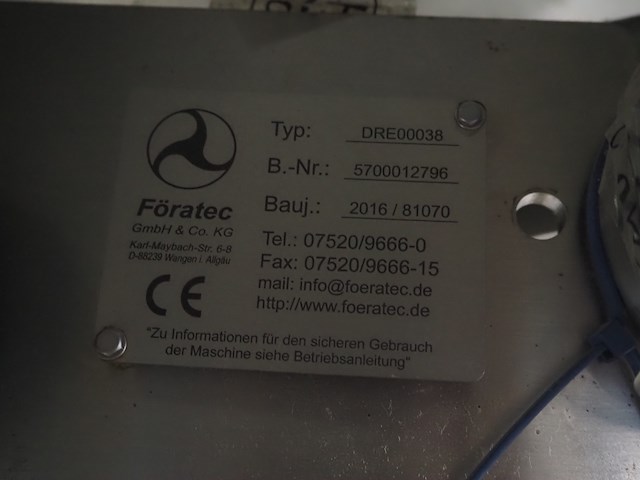 Föratec
GmbH & Co. KG
Karl-Maybach-Str. 6-8
D-88239 Wangen i. Allgäu
CE
Typ: DRE00038
B.-Nr.: 5700012796
Bauj.: 2016 / 81070
Tel.: 07520/9666-0
Fax: 07520/9666-15
mail: info@foeratec.de
http://www.foeratec.de
"Zu Informationen für den sicheren Gebrauch
der Maschine siehe Betriebsanleitung"